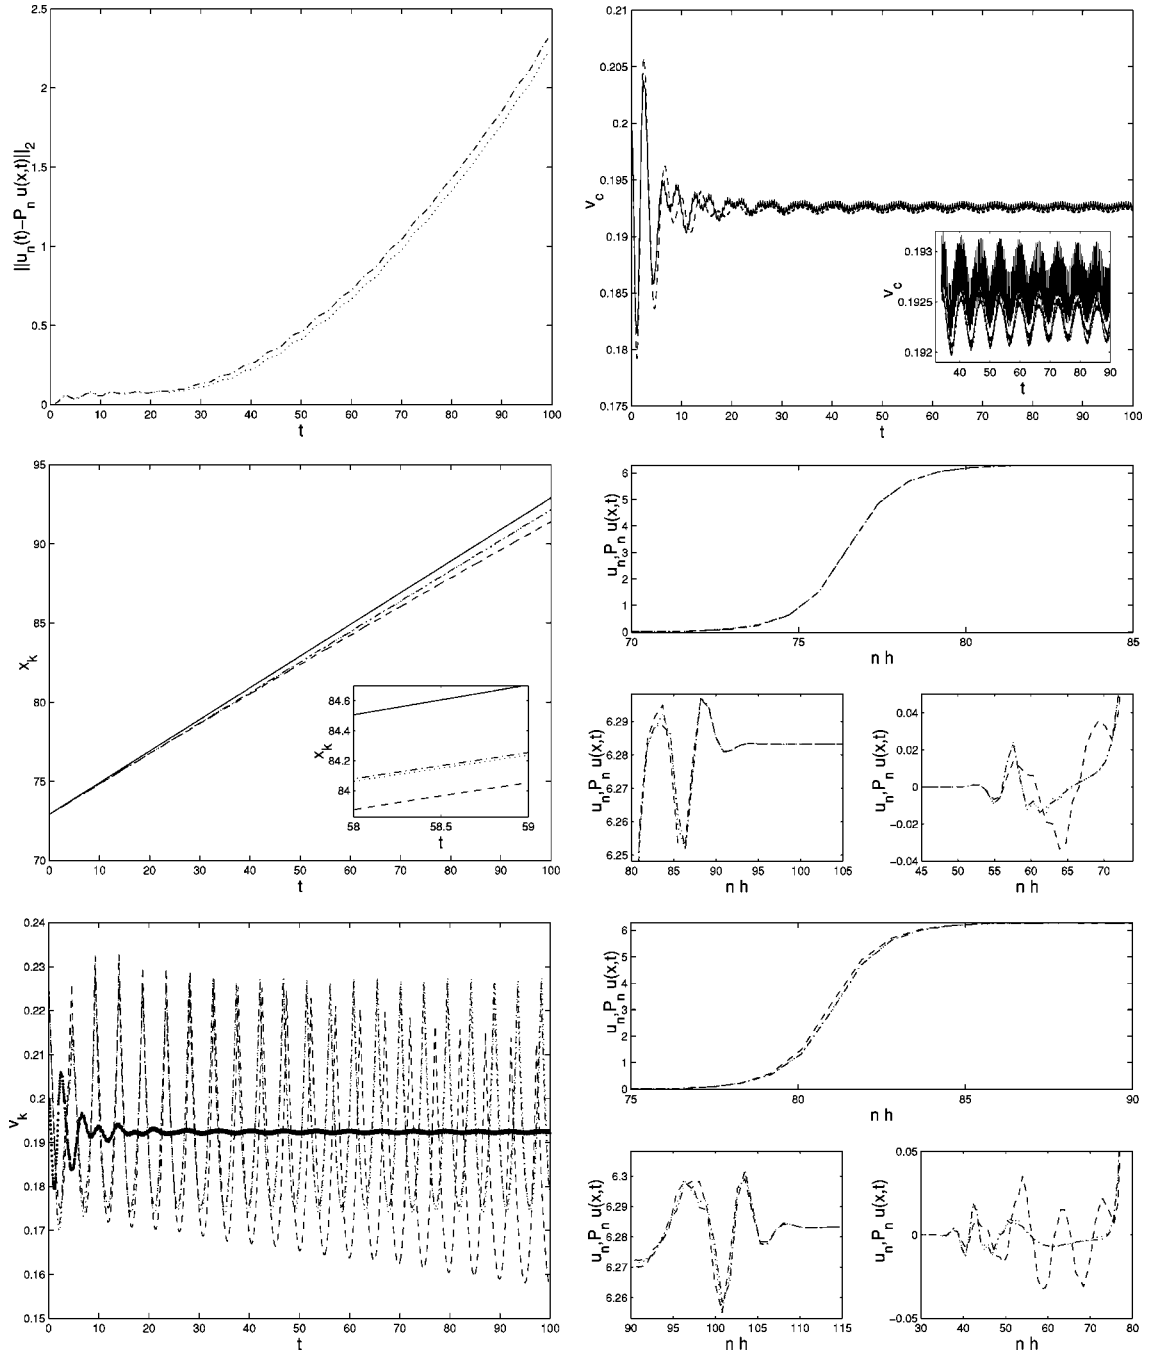 2.5
2
1.5
1
0.5
0
||u_n(t)−P_n u(x,t)||_2
0 10 20 30 40 50 60 70 80 90 100
t
0.21
0.205
0.2
0.195
0.19
0.185
0.18
0.175
v_c
0 10 20 30 40 50 60 70 80 90 100
t
0.193
0.1925
0.192
v_c
40 50 60 70 80 90
t
95
90
85
80
75
70
x_k
0 10 20 30 40 50 60 70 80 90 100
t
84.6
84.4
84.2
84
x_k
58 58.5 59
t
6
5
4
3
2
1
0
u_n,P_n u(x,t)
70 75 80 85
n h
6.29
6.28
6.27
6.26
6.25
u_n,P_n u(x,t)
80 85 90 95 100 105
n h
0.04
0.02
0
−0.02
−0.04
u_n,P_n u(x,t)
45 50 55 60 65 70
n h
0.24
0.23
0.22
0.21
0.2
0.19
0.18
0.17
0.16
0.15
v_k
0 10 20 30 40 50 60 70 80 90 100
t
6
5
4
3
2
1
0
u_n,P_n u(x,t)
75 80 85 90
n h
6.3
6.29
6.28
6.27
6.26
u_n,P_n u(x,t)
90 95 100 105 110 115
n h
0.05
0
−0.05
u_n,P_n u(x,t)
30 40 50 60 70 80
n h